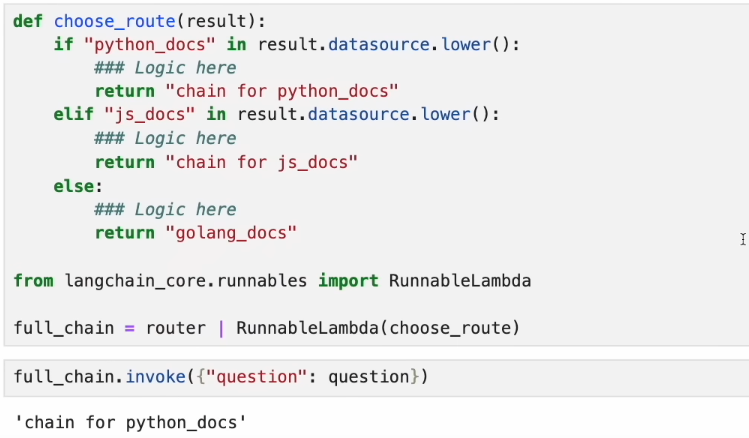 def choose_route(result):
    if "python_docs" in result.datasource.lower():
        ### Logic here
        return "chain for python_docs"
    elif "js_docs" in result.datasource.lower():
        ### Logic here
        return "chain for js_docs"
    else:
        ### Logic here
        return "golang_docs"

from langchain_core.runnables import RunnableLambda

full_chain = router | RunnableLambda(choose_route)

full_chain.invoke({"question": question})

'chain for python_docs'